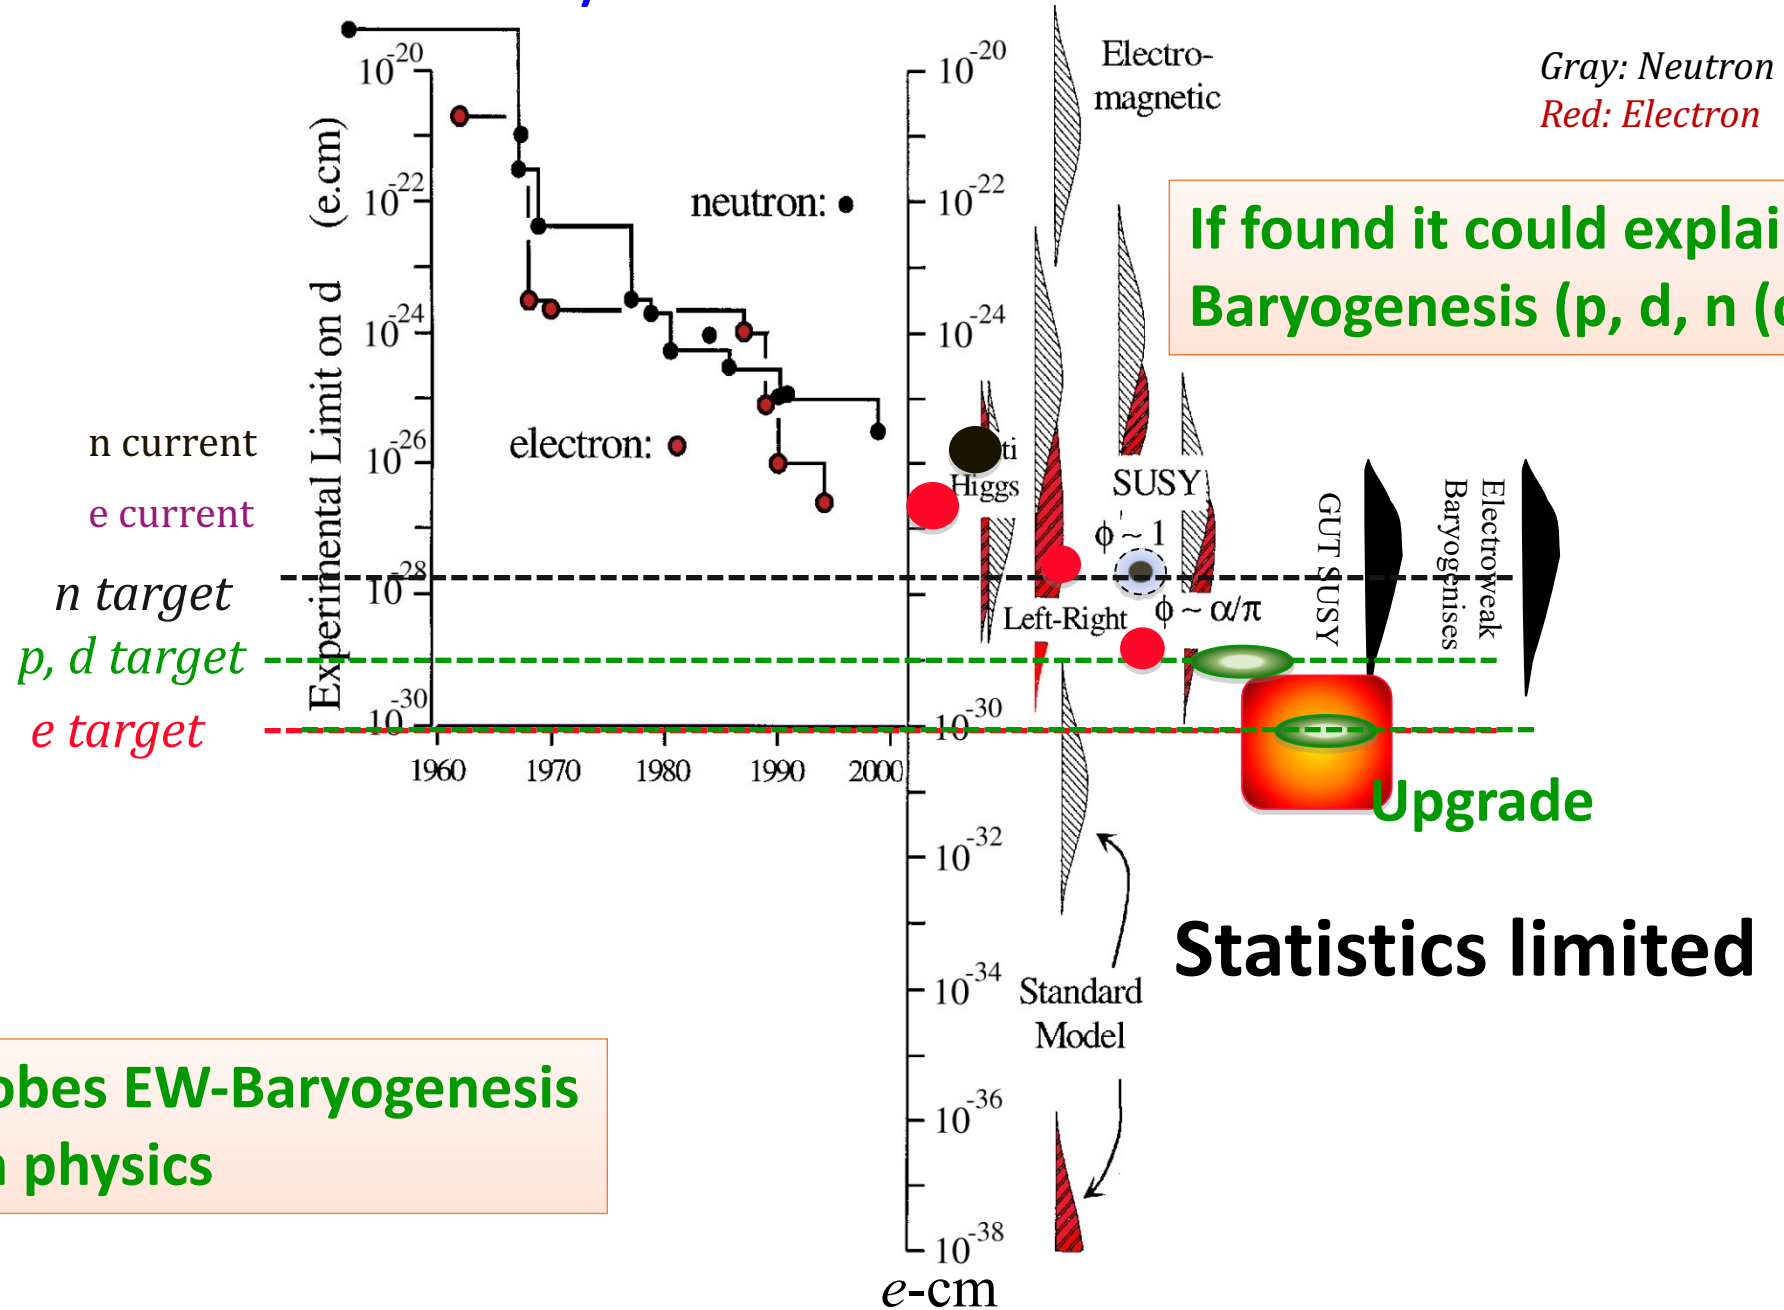 10-20
10-22
10-24
10-26
10-28
10-30
Experimental Limit on d (e.cm)
neutron:
electron:
1960 1970 1980 1990 2000
n current
e current
n target
p, d target
e target
10-20
10-22
10-24
10-30
10-32
10-34
10-36
10-38
e-cm
Electro-
magnetic
Gray: Neutron
Red: Electron
If found it could explai
Baryogenesis (p, d, n (
ti
Higgs
Left-Right
SUSY
ϕ ~ 1
ϕ ~ α/π
GUT SUSY
Electroweak
Baryogenises
Upgrade
Standard
Model
Statistics limited
obes EW-Baryogenesis
physics